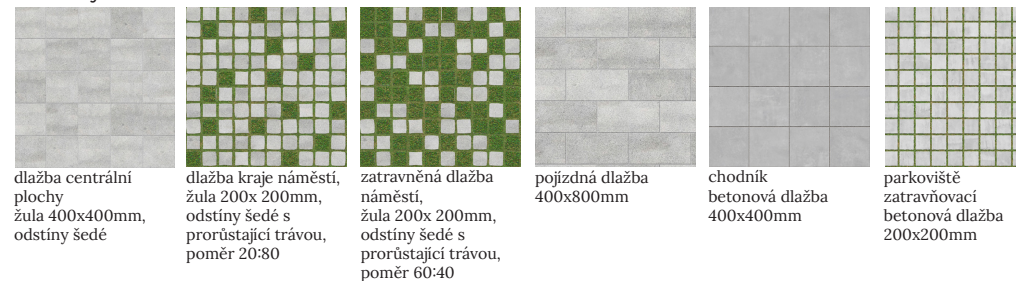 dlažba centrální
plochy
žula 400x400mm,
odstíny šedé
dlažba kraje náměstí,
žula 200x 200mm,
odstíny šedé s
prorůstající trávou,
poměr 20:80
zatravněná dlažba
náměstí,
žula 200x 200mm,
odstíny šedé s
prorůstající trávou,
poměr 60:40
pojízdná dlažba
400x800mm
chodník
betonová dlažba
400x400mm
parkoviště
zatravňovací
betonová dlažba
200x200mm